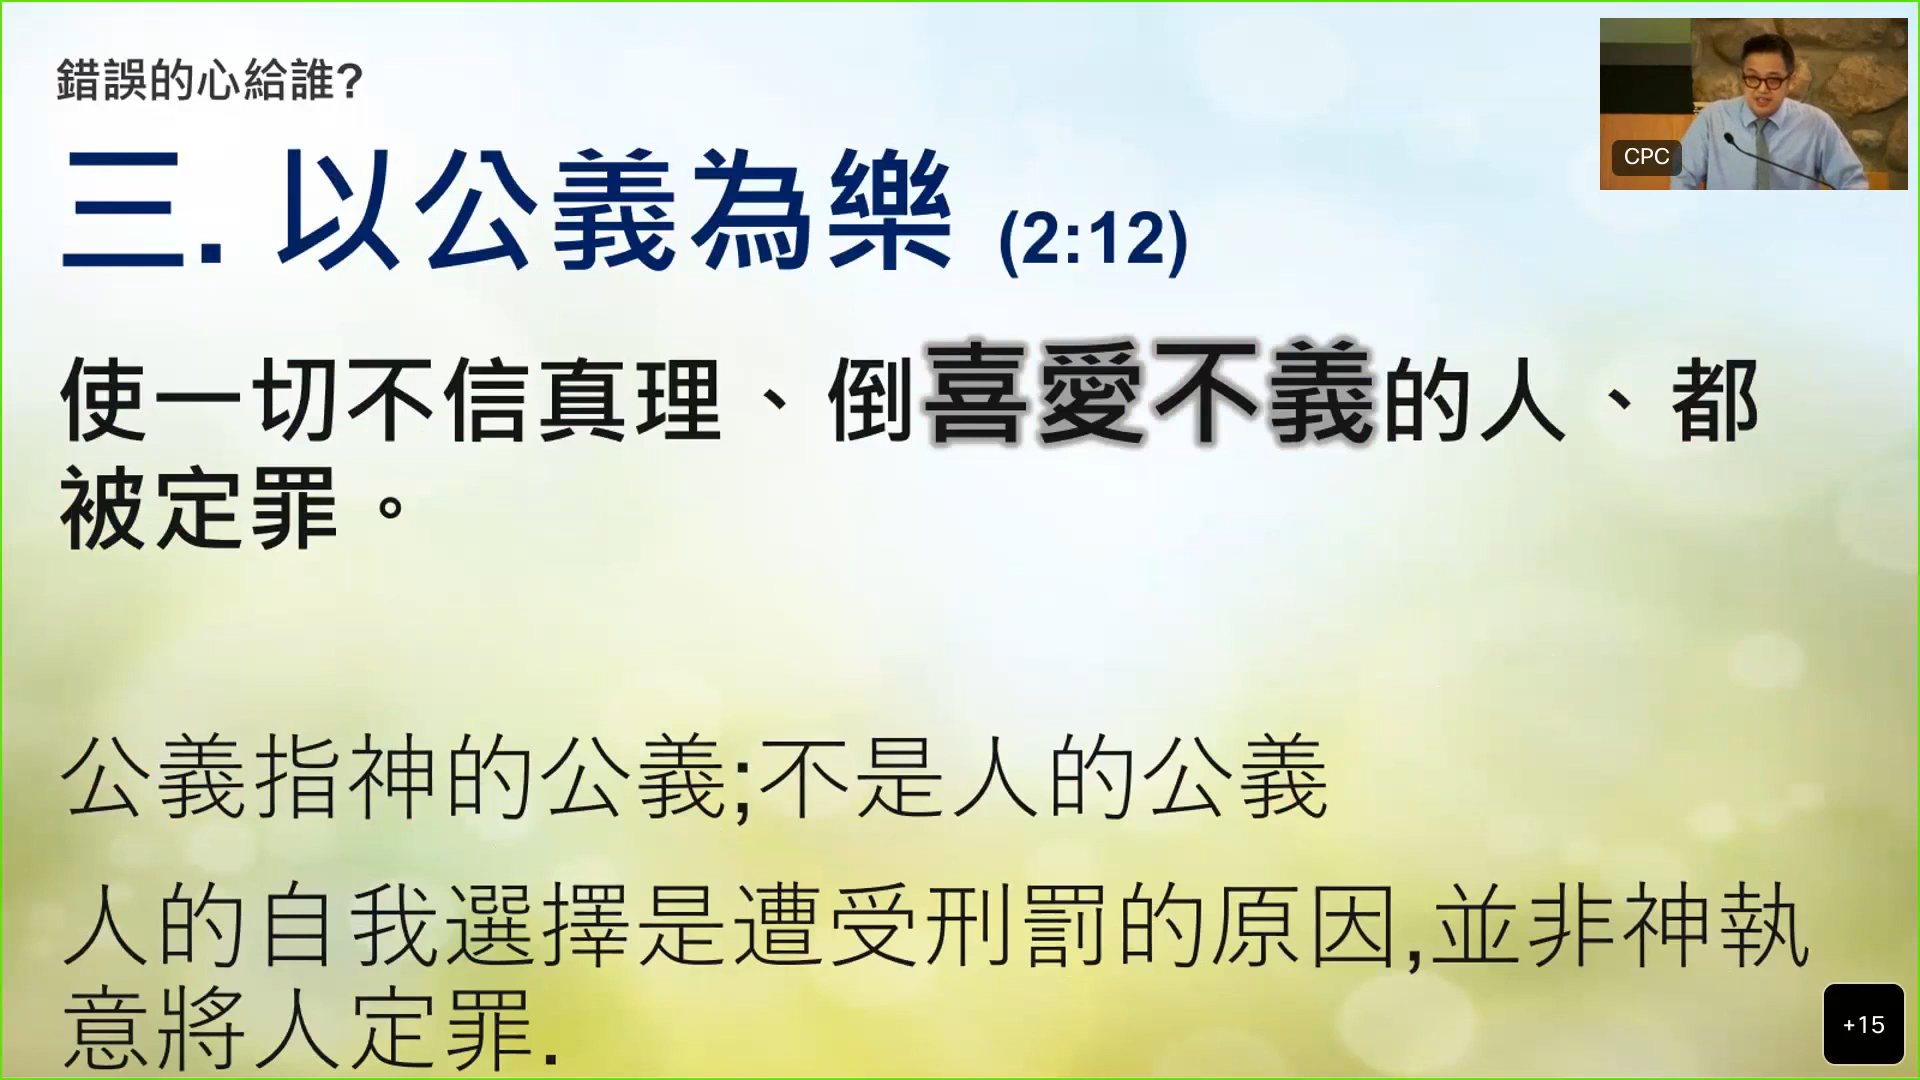 錯誤的心給誰?
CPC
三. 以公義為樂 (2:12)
使一切不信真理、倒喜愛不義的人、都
被定罪。
公義指神的公義;不是人的公義
人的自我選擇是遭受刑罰的原因,並非神執
意將人定罪.
+15